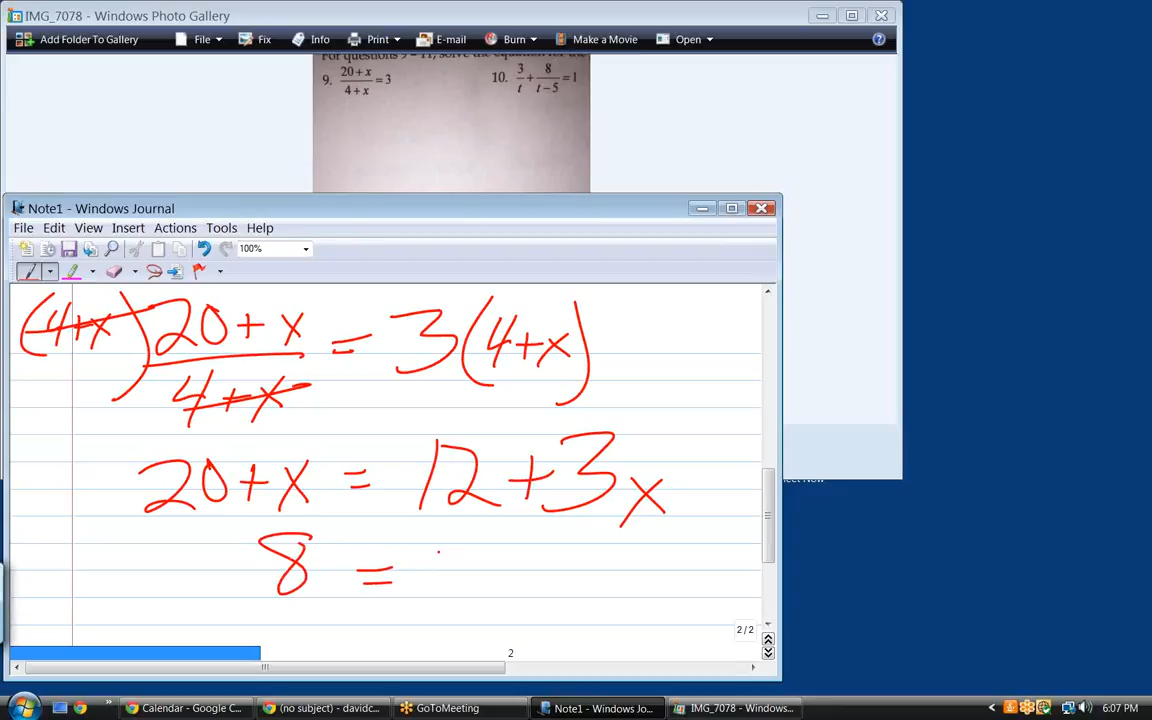 IMG_7078 - Windows Photo Gallery
Add Folder To Gallery File Fix Info Print E-mail Burn Make a Movie Open
9. 20+x/4+x = 3 10. 3/t + 8/t-5 = 1
Note1 - Windows Journal
File Edit View Insert Actions Tools Help
100%
(4+x) 20+x/4+x = 3(4+x)
20+x = 12+3x
8 =
2/2
2
Calendar - Google C... (no subject) - davidc... GoToMeeting Note1 - Windows Jo... IMG_7078 - Windows... 6:07 PM